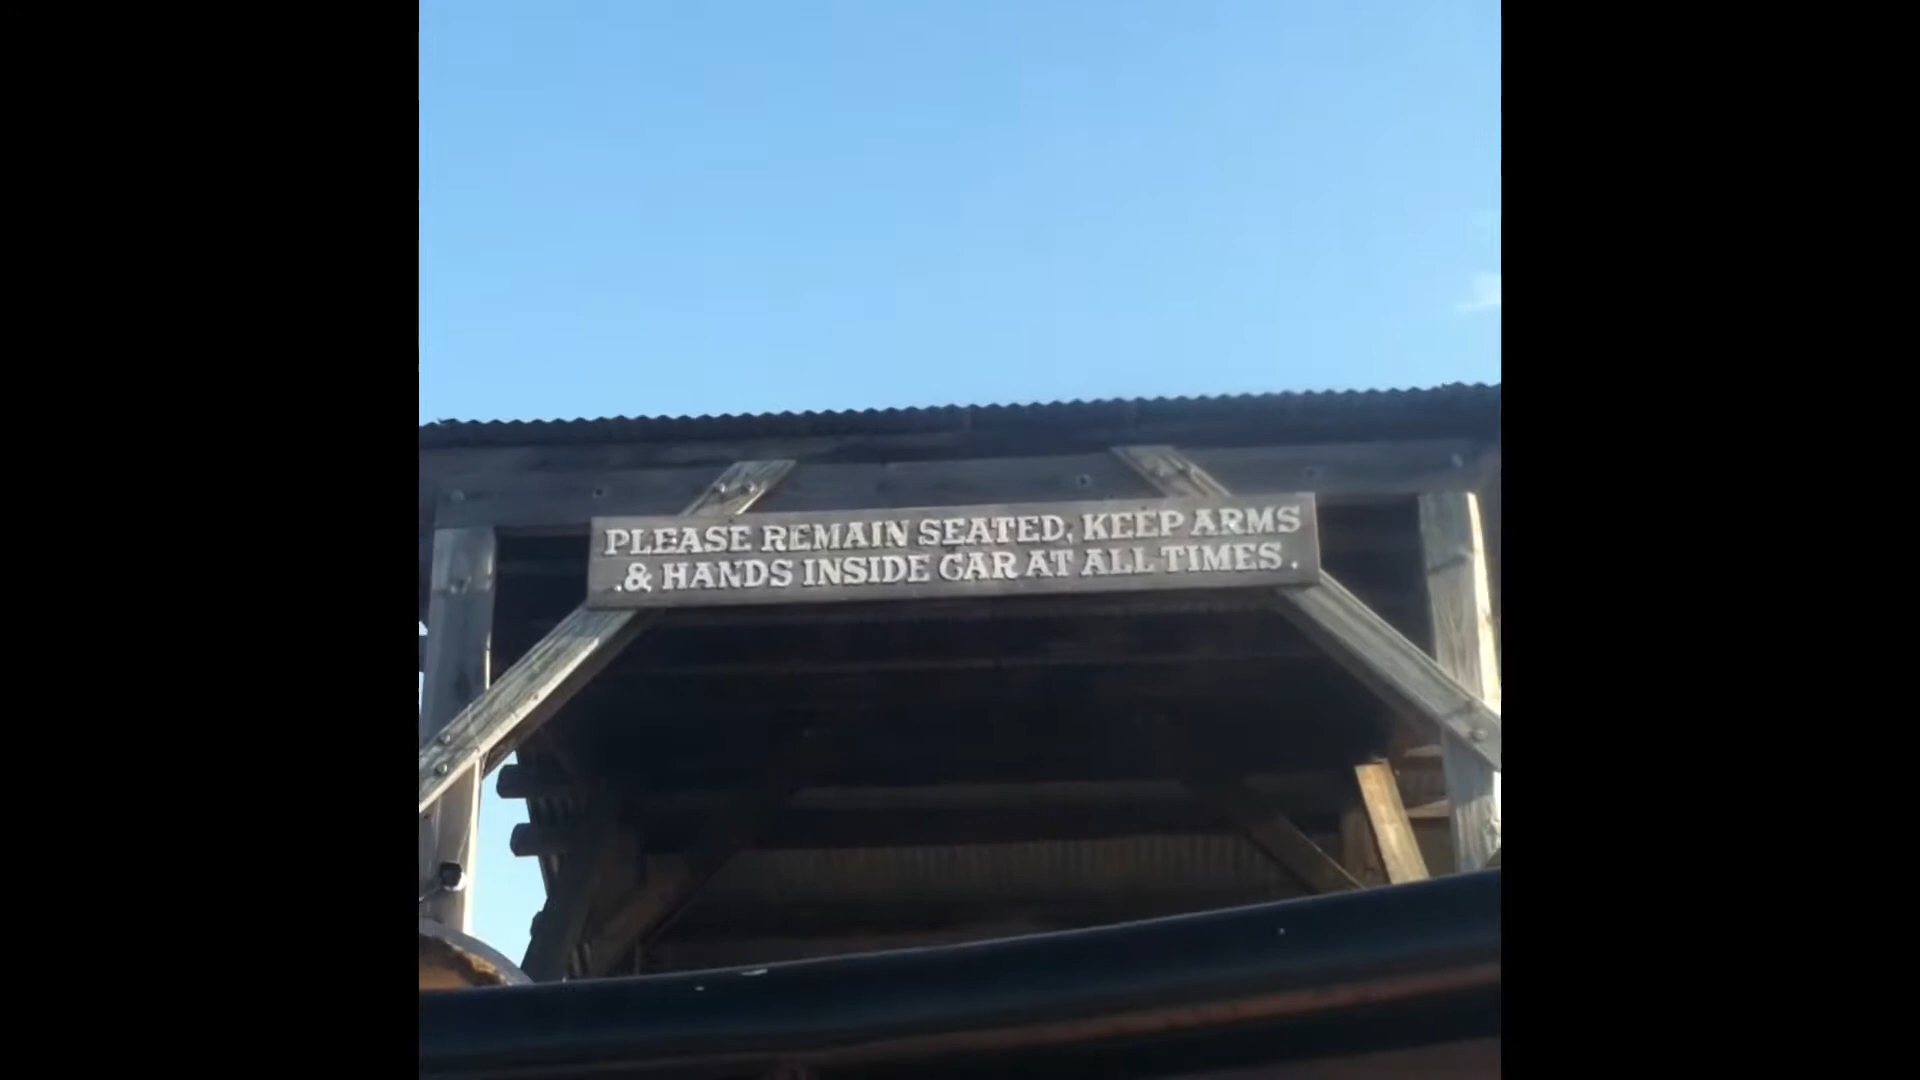 PLEASE REMAIN SEATED, KEEP ARMS
.& HANDS INSIDE CAR AT ALL TIMES .